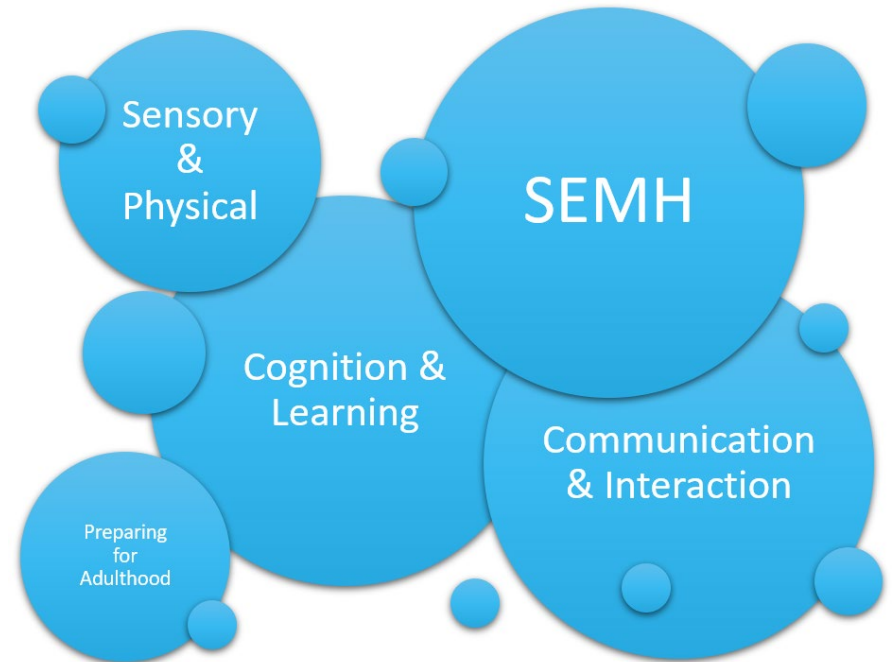 Sensory
&
Physical
SEMH
Cognition &
Learning
Communication
& Interaction
Preparing
for
Adulthood